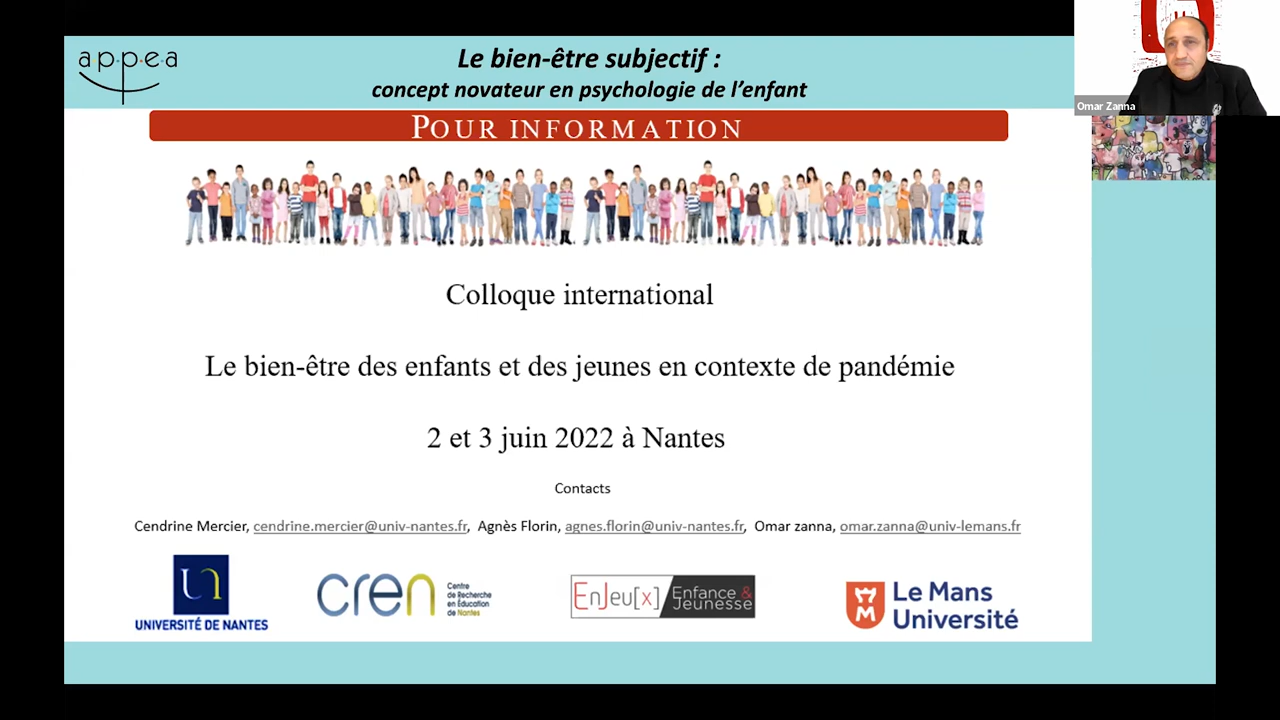 a·p·p·e·a
Le bien-être subjectif :
concept novateur en psychologie de l’enfant
Omar Zanna
POUR INFORMATION
Colloque international
Le bien-être des enfants et des jeunes en contexte de pandémie
2 et 3 juin 2022 à Nantes
Contacts
Cendrine Mercier, cendrine.mercier@univ-nantes.fr, Agnès Florin, agnes.florin@univ-nantes.fr, Omar zanna, omar.zanna@univ-lemans.fr
UNIVERSITÉ DE NANTES
cren
Centre
de Recherche
en Éducation
de Nantes
EnJeu[x]
Enfance &
Jeunesse
Le Mans
Université